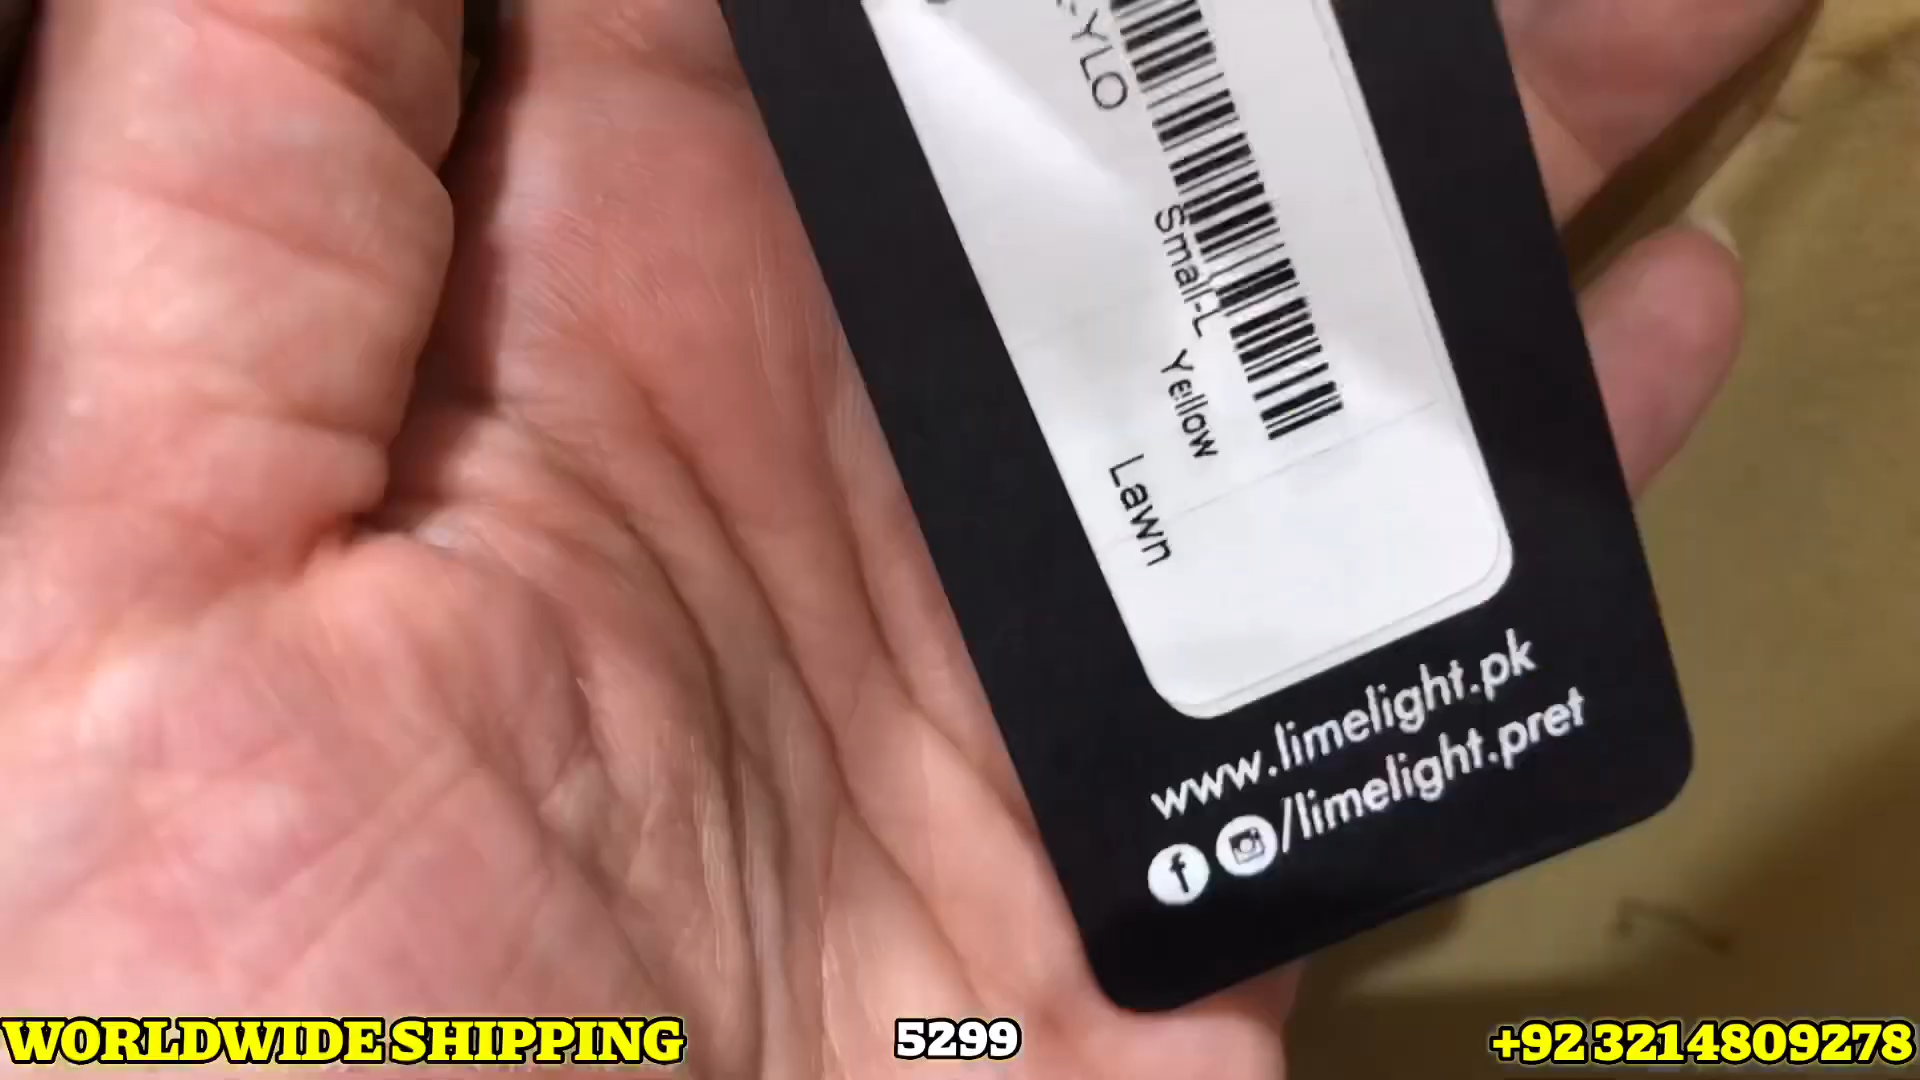 -YLO
Small-L
Yellow
Lawn
www.limelight.pk
/limelight.pret
WORLDWIDE SHIPPING
5299
+92 3214809278